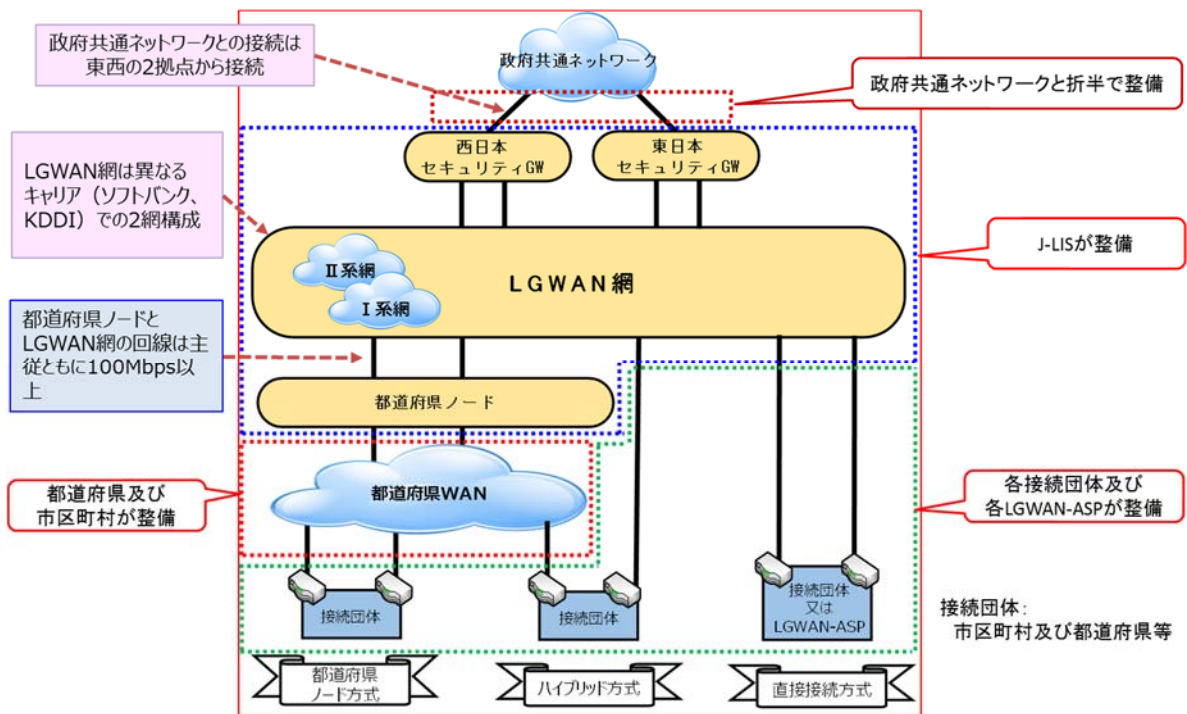 政府共通ネットワークとの接続は
東西の2拠点から接続
政府共通ネットワーク
政府共通ネットワークと折半で整備
西日本
セキュリティGW
東日本
セキュリティGW
LGWAN網は異なる
キャリア（ソフトバンク、
KDDI）での2網構成
J-LISが整備
Ⅱ系網
Ⅰ系網
LGWAN網
都道府県ノードと
LGWAN網の回線は主
従ともに100Mbps以
上
都道府県ノード
都道府県WAN
都道府県及び
市区町村が整備
各接続団体及び
各LGWAN-ASPが整備
接続団体
接続団体
接続団体
又は
LGWAN-ASP
接続団体：
市区町村及び都道府県等
都道府県
ノード方式
ハイブリッド方式
直接接続方式